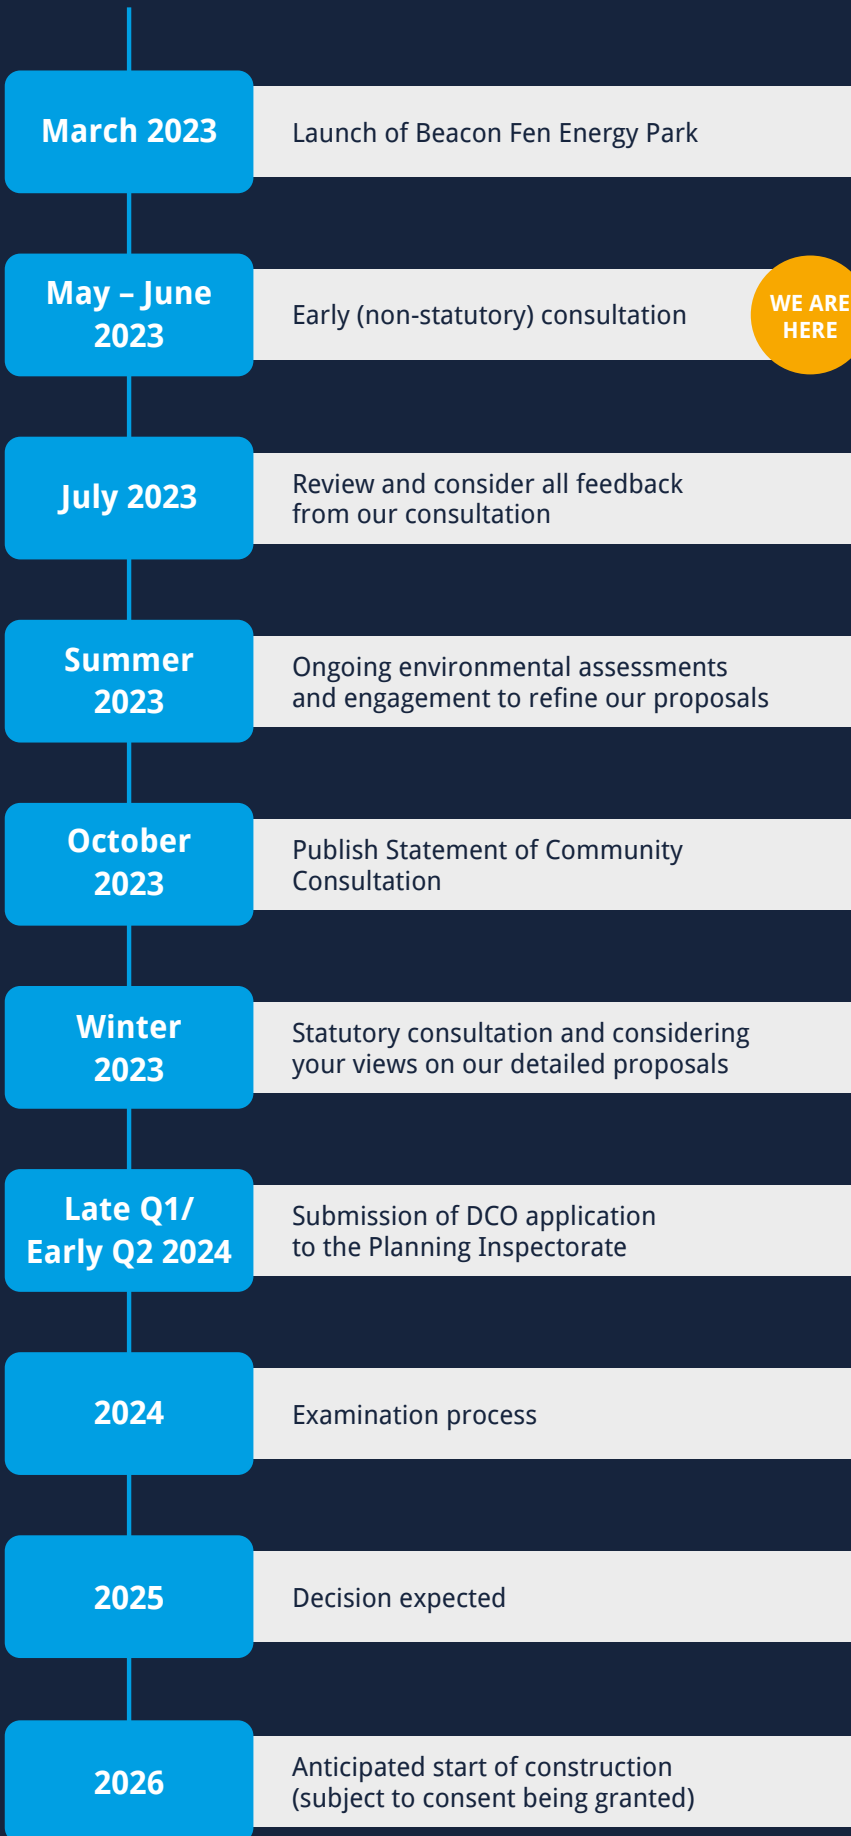 March 2023
Launch of Beacon Fen Energy Park
May – June
2023
Early (non-statutory) consultation
WE ARE
HERE
July 2023
Review and consider all feedback
from our consultation
Summer
2023
Ongoing environmental assessments
and engagement to refine our proposals
October
2023
Publish Statement of Community
Consultation
Winter
2023
Statutory consultation and considering
your views on our detailed proposals
Late Q1/
Early Q2 2024
Submission of DCO application
to the Planning Inspectorate
2024
Examination process
2025
Decision expected
2026
Anticipated start of construction
(subject to consent being granted)